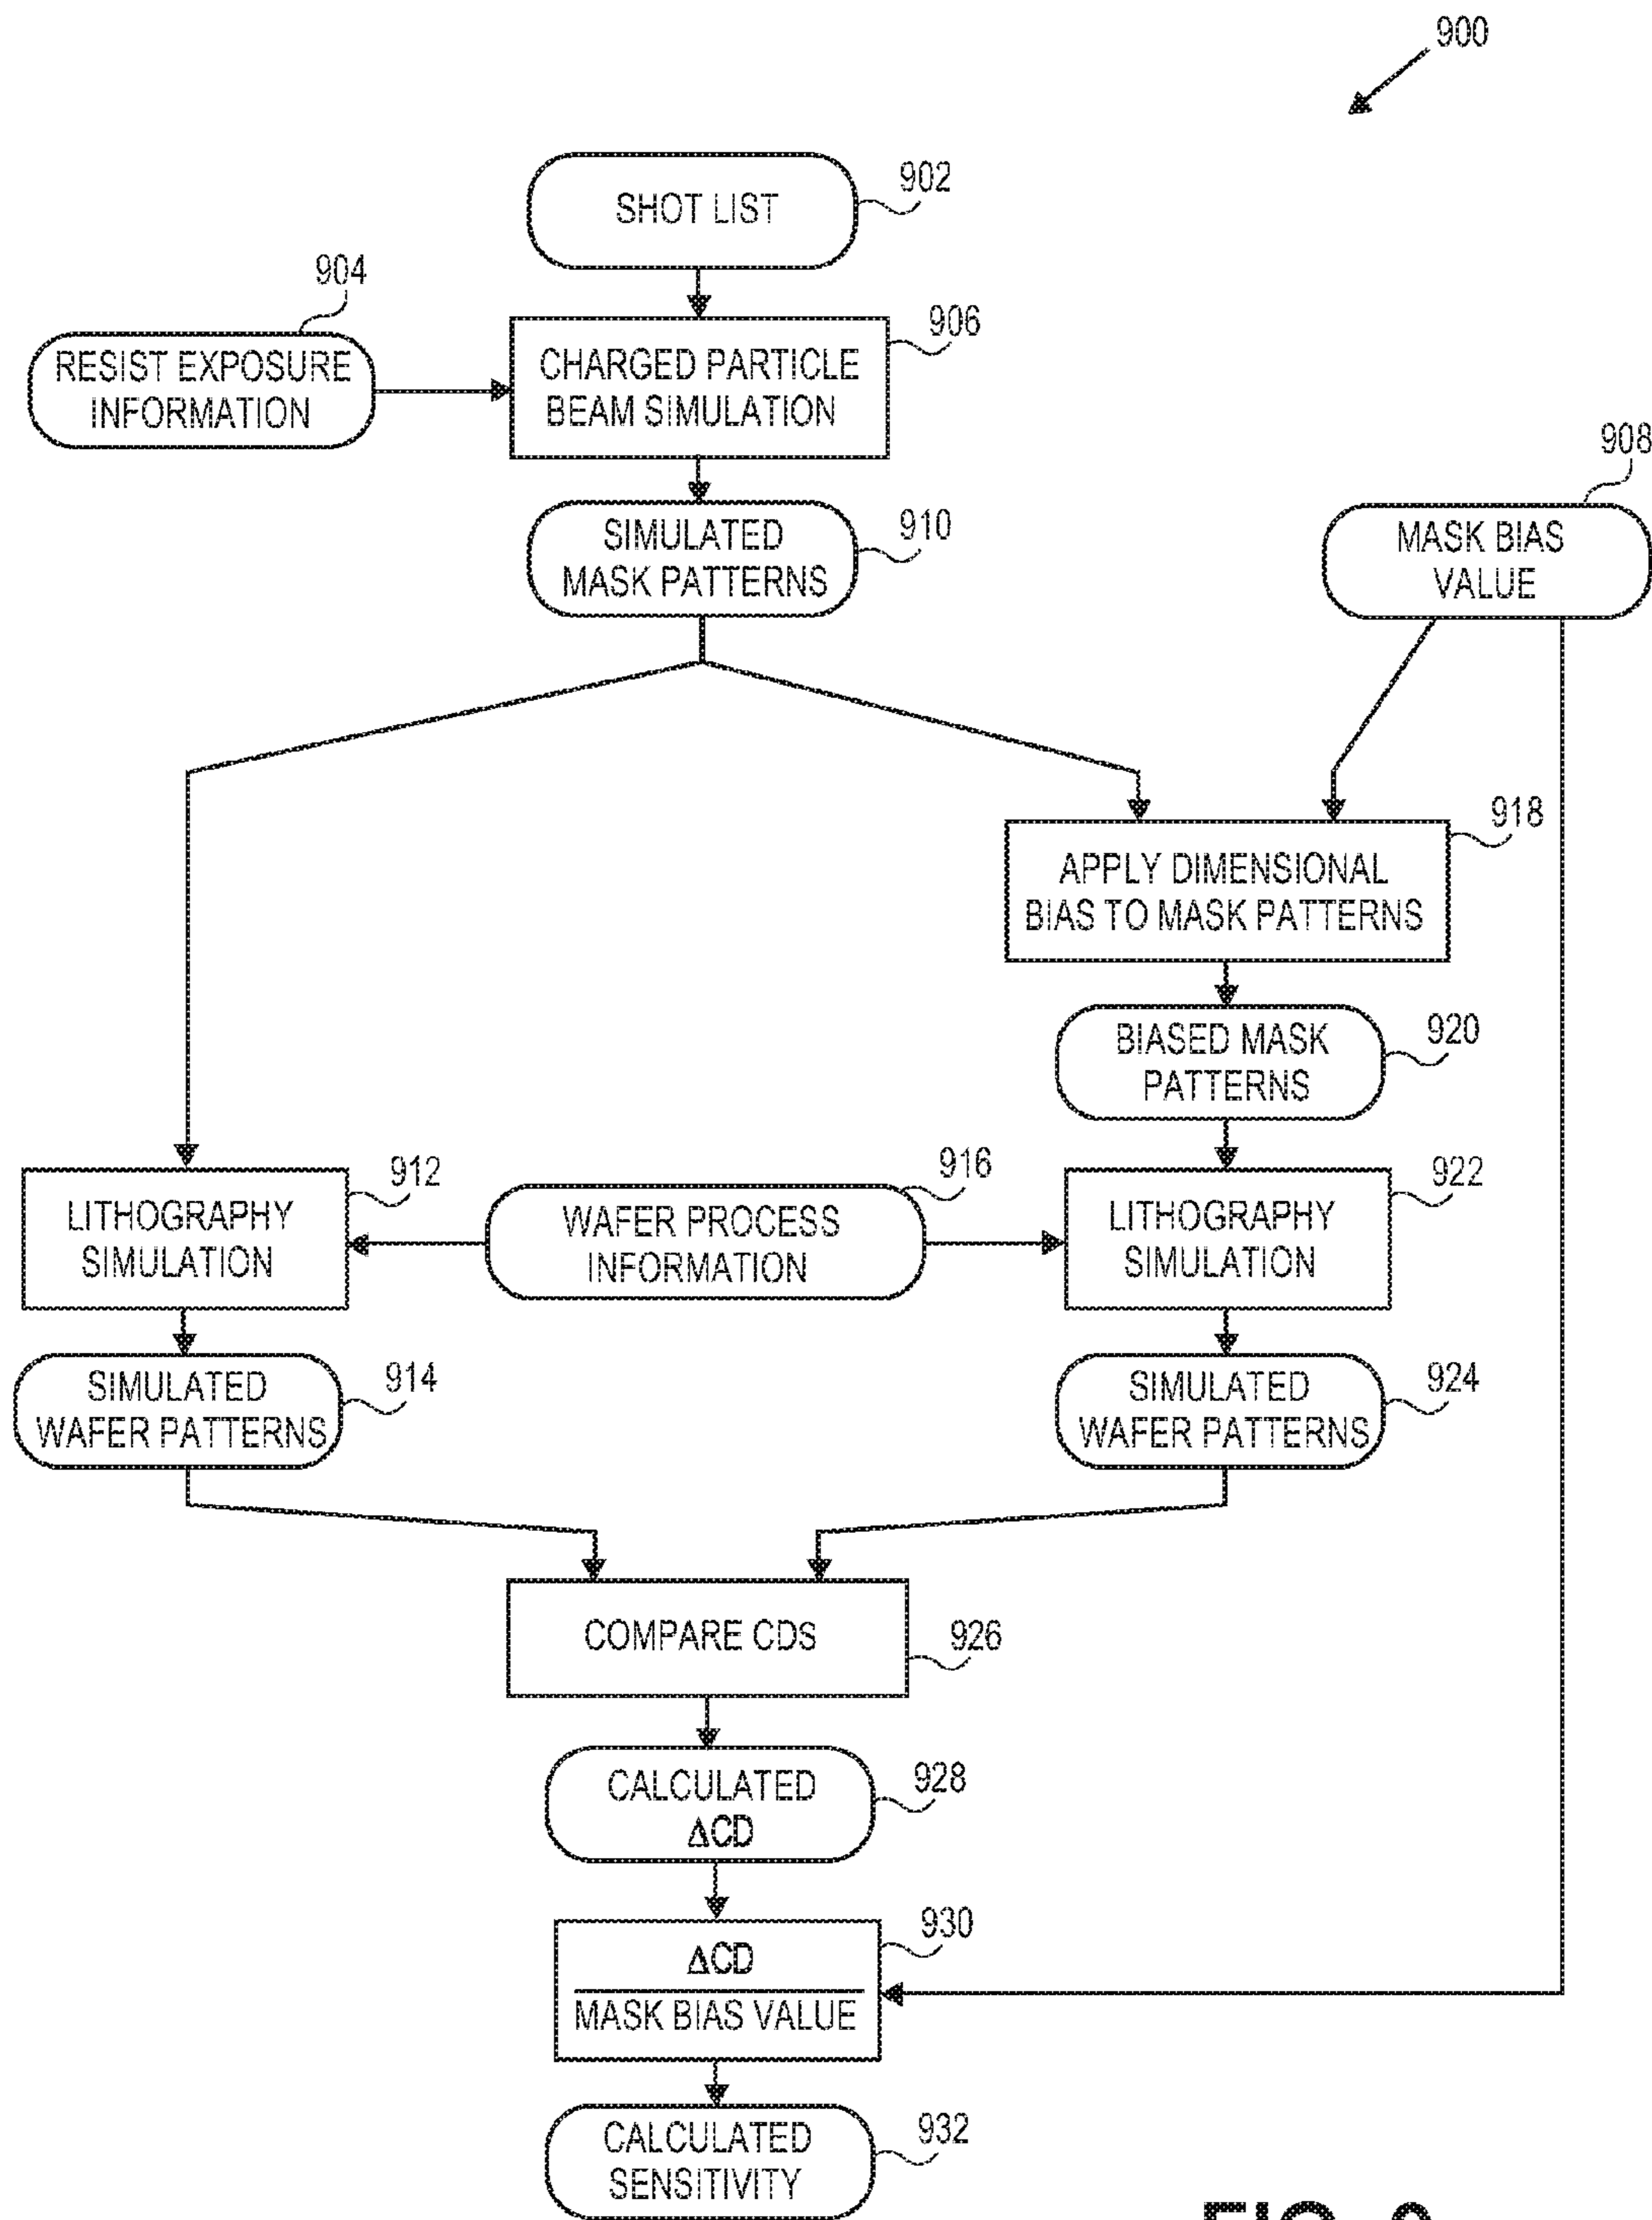 900
SHOT LIST
902
904
RESIST EXPOSURE
INFORMATION
CHARGED PARTICLE
BEAM SIMULATION
906
908
MASK BIAS
VALUE
SIMULATED
MASK PATTERNS
910
918
APPLY DIMENSIONAL
BIAS TO MASK PATTERNS
BIASED MASK
PATTERNS
920
LITHOGRAPHY
SIMULATION
912
WAFER PROCESS
INFORMATION
916
LITHOGRAPHY
SIMULATION
922
SIMULATED
WAFER PATTERNS
914
SIMULATED
WAFER PATTERNS
924
COMPARE CDs
926
CALCULATED
ΔCD
928
ΔCD
MASK BIAS VALUE
930
CALCULATED
SENSITIVITY
932